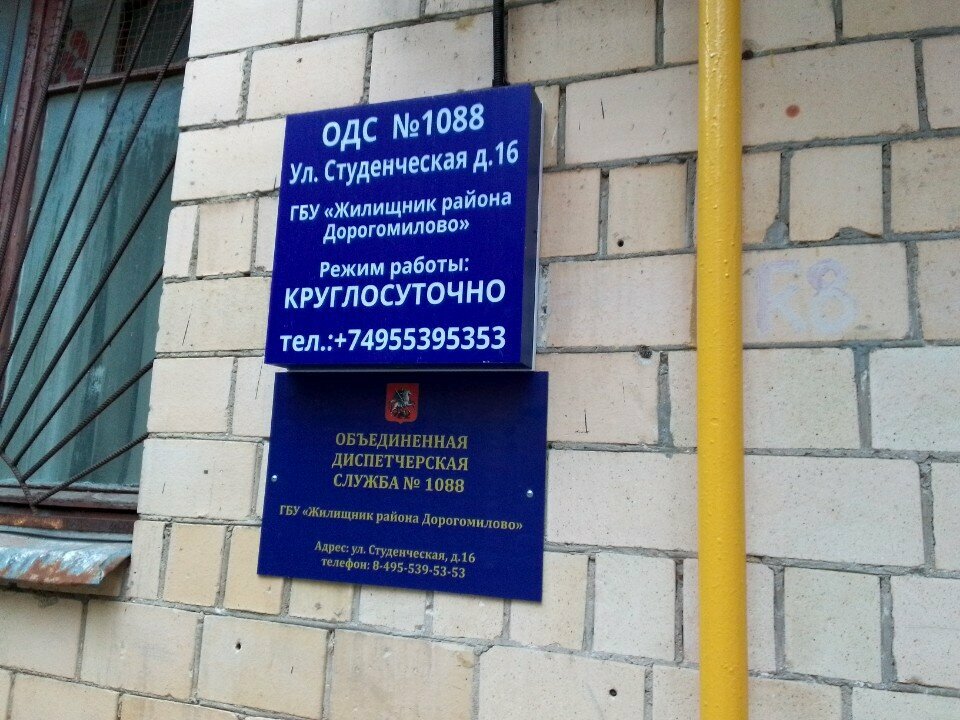 ОДС №1088
Ул. Студенческая д.16
ГБУ «Жилищник района
Дорогомилово»
Режим работы:
КРУГЛОСУТОЧНО
тел.:+74955395353
ОБЪЕДИНЕННАЯ
ДИСПЕТЧЕРСКАЯ
СЛУЖБА № 1088
ГБУ «Жилищник района Дорогомилово»
Адрес: ул. Студенческая, д.16
телефон: 8-495-539-53-53